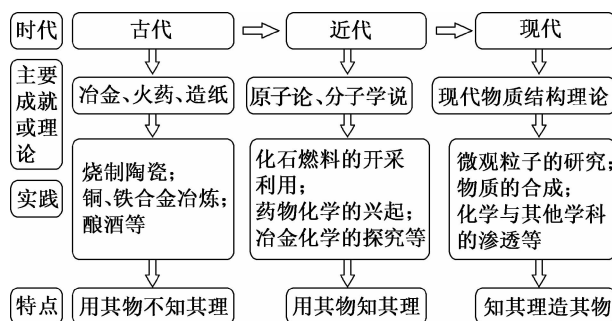 时代
古代
近代
现代
主要
成就
或理
论
冶金、火药、造纸
原子论、分子学说
现代物质结构理论
实践
烧制陶瓷;
铜、铁合金冶炼;
酿酒等
化石燃料的开采
利用;
药物化学的兴起;
冶金化学的探究等
微观粒子的研究;
物质的合成;
化学与其他学科
的渗透等
特点
用其物不知其理
用其物知其理
知其理造其物